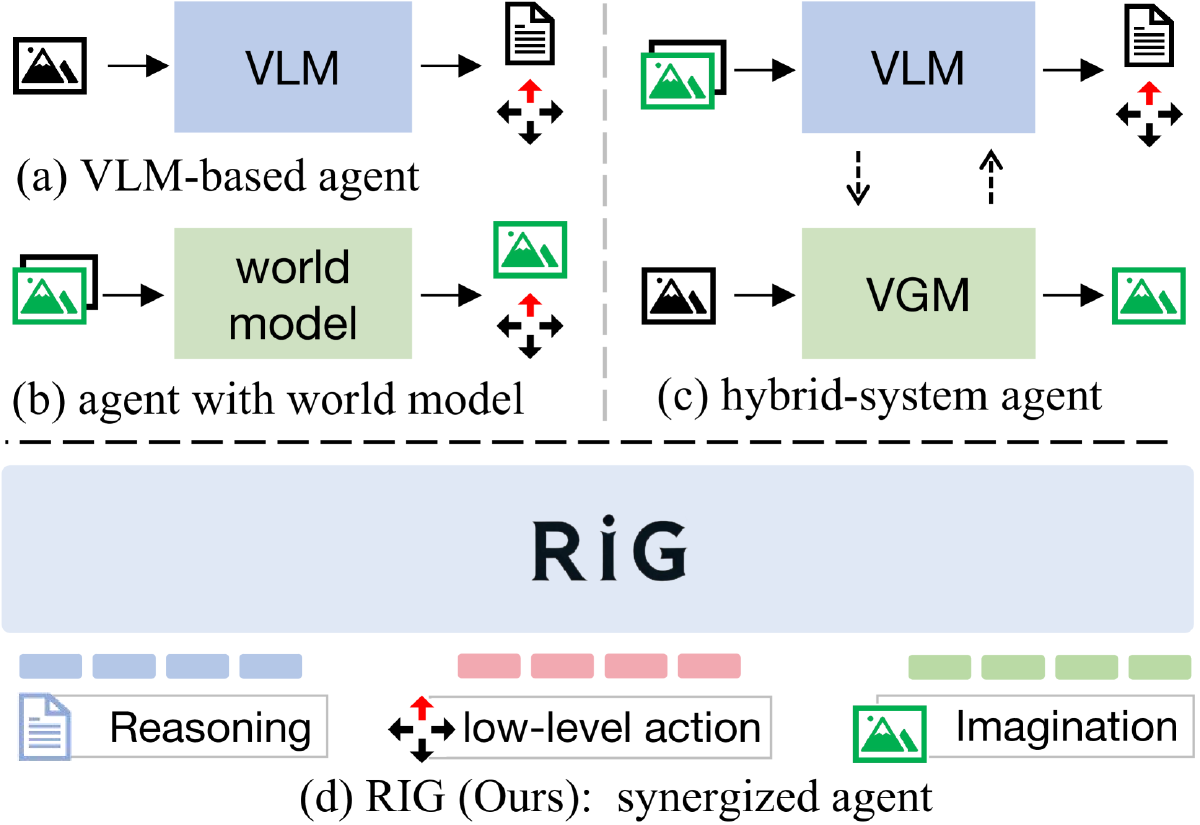 VLM
(a) VLM-based agent
world
model
(b) agent with world model
VLM
VGM
(c) hybrid-system agent
RiG
Reasoning
low-level action
Imagination
(d) RIG (Ours): synergized agent